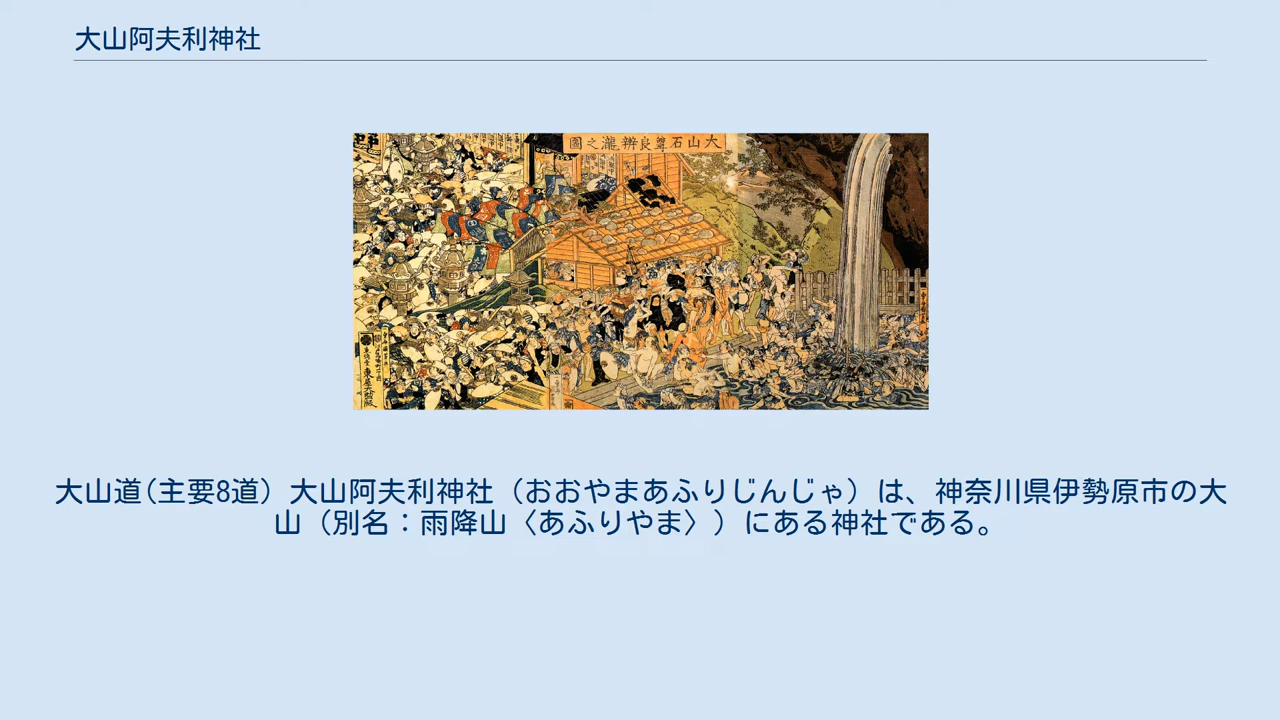 大山阿夫利神社
大山石尊良辨瀧之圖
大山道(主要8道) 大山阿夫利神社（おおやまあふりじんじゃ）は、神奈川県伊勢原市の大
山（別名：雨降山〈あふりやま〉）にある神社である。